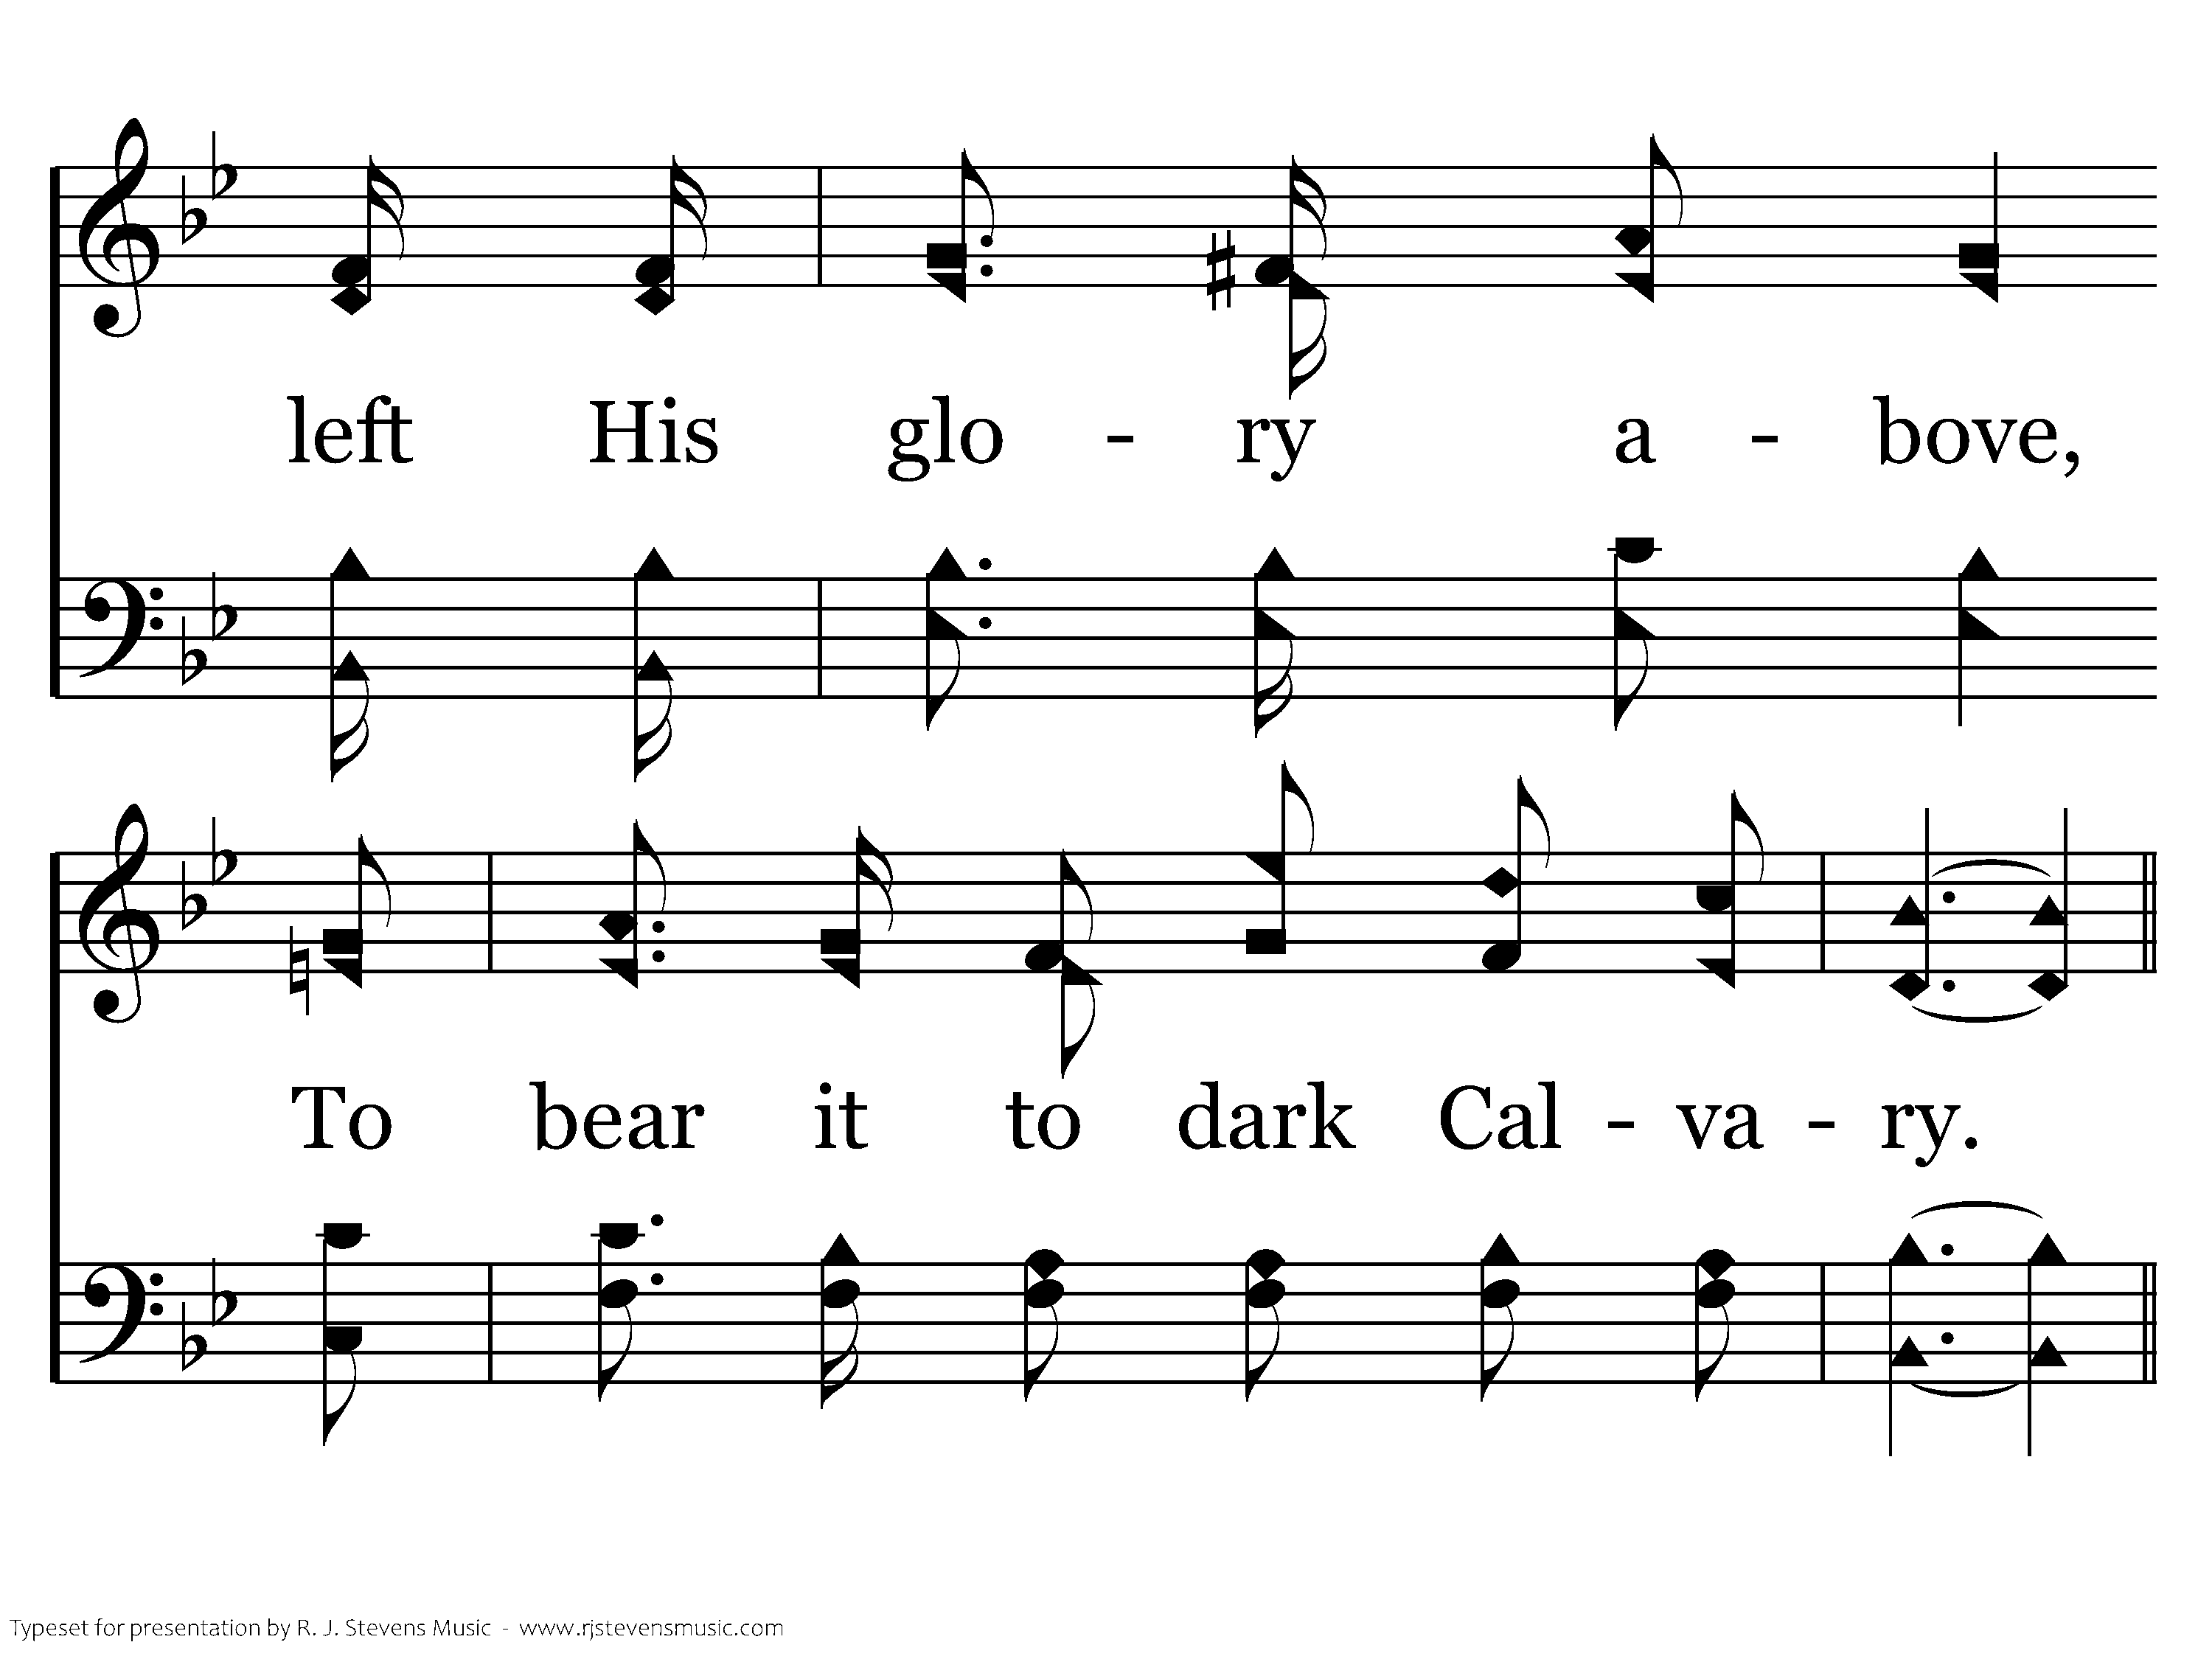 left His glo - ry a - bove,
To bear it to dark Cal - va - ry.
Typeset for presentation by R. J. Stevens Music - www.rjstevensmusic.com